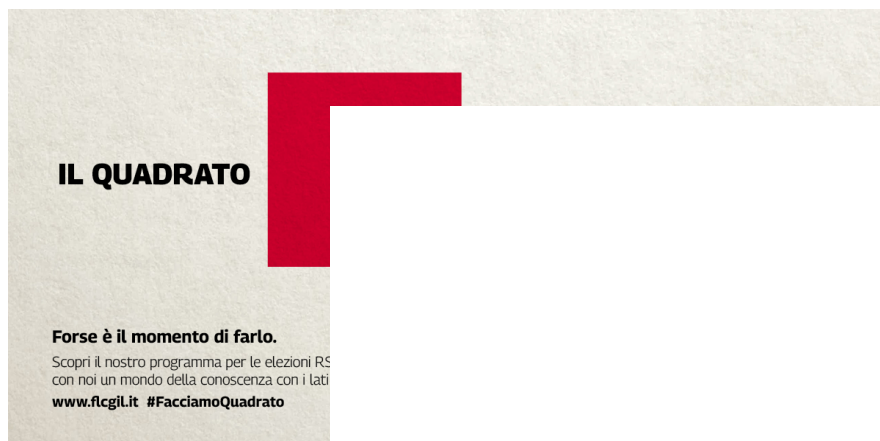 IL QUADRATO
Forse è il momento di farlo.
Scopri il nostro programma per le elezioni
con noi un mondo della conoscenza con i lati
www.flcgil.it #FacciamoQuadrato